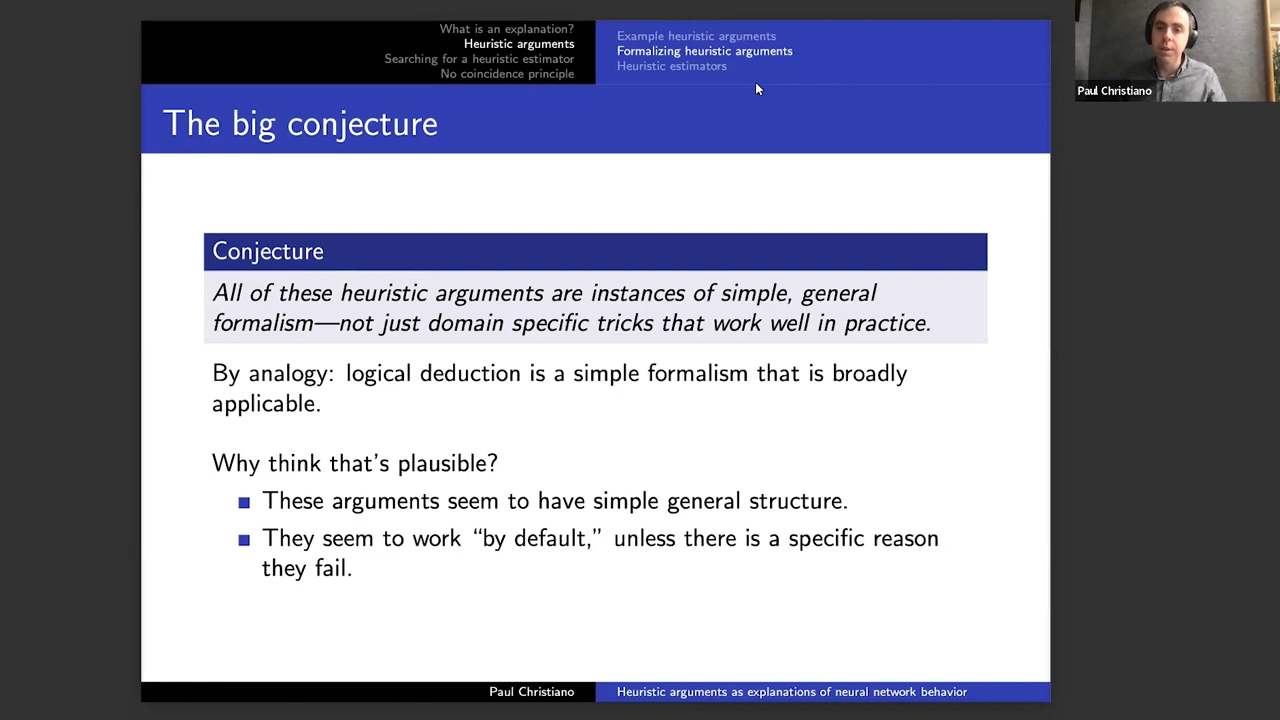 What is an explanation?
Heuristic arguments
Searching for a heuristic estimator
No coincidence principle
Example heuristic arguments
Formalizing heuristic arguments
Heuristic estimators
Paul Christiano
The big conjecture
Conjecture
All of these heuristic arguments are instances of simple, general
formalism—not just domain specific tricks that work well in practice.
By analogy: logical deduction is a simple formalism that is broadly
applicable.
Why think that's plausible?
These arguments seem to have simple general structure.
They seem to work “by default,” unless there is a specific reason
they fail.
Paul Christiano
Heuristic arguments as explanations of neural network behavior